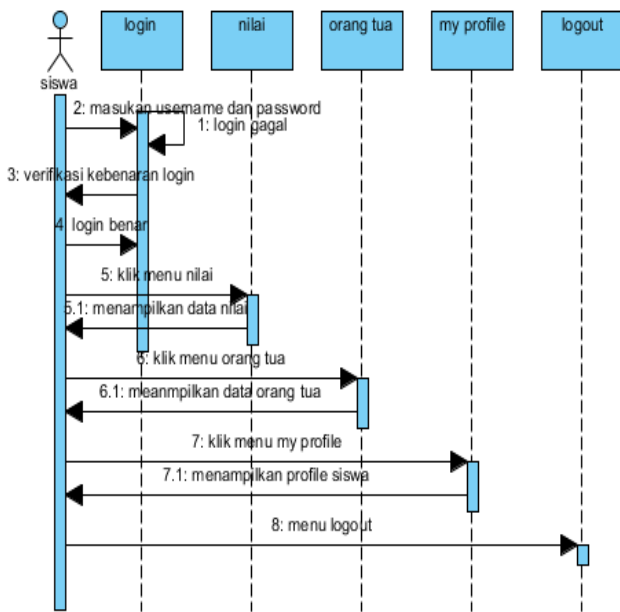 login
nilai
orang tua
my profile
logout
siswa
2: masukan username dan password
1: login gagal
3: verifikasi kebenaran login
4: login benar
5: klik menu nilai
5.1: menampilkan data nilai
6: klik menu orang tua
6.1: meanmpilkan data orang tua
7: klik menu my profile
7.1: menampilkan profile siswa
8: menu logout